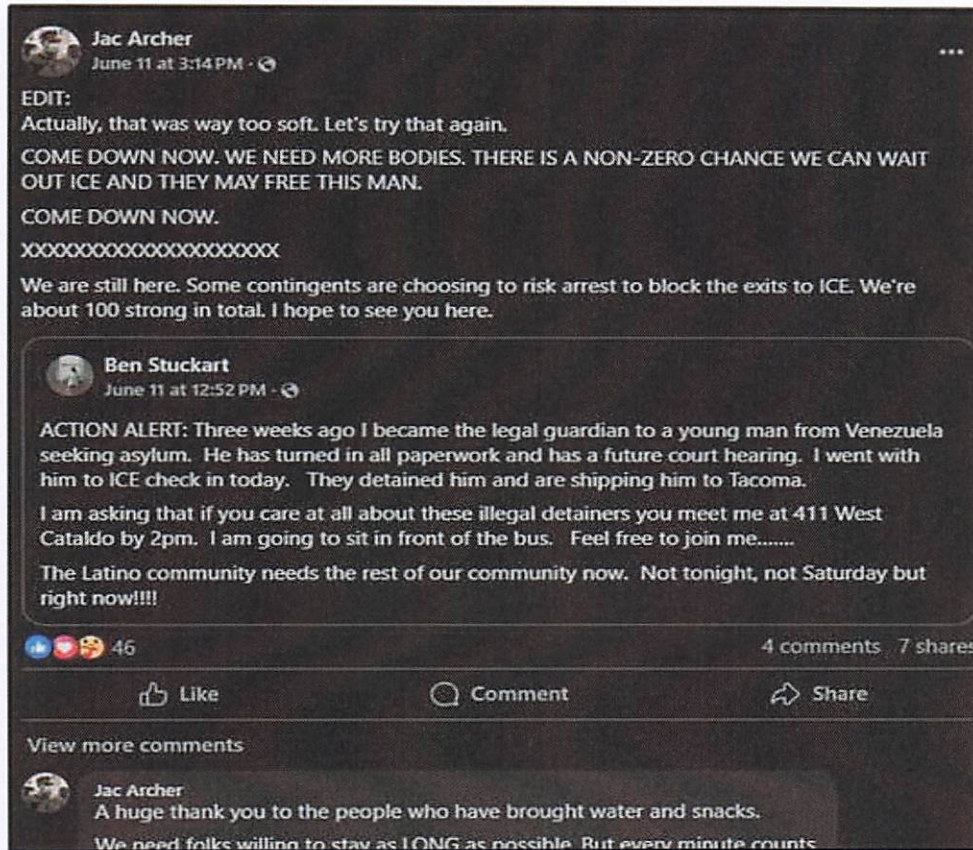 Jac Archer
June 11 at 3:14 PM ·
EDIT:
Actually, that was way too soft. Let's try that again.
COME DOWN NOW. WE NEED MORE BODIES. THERE IS A NON-ZERO CHANCE WE CAN WAIT
OUT ICE AND THEY MAY FREE THIS MAN.
COME DOWN NOW.
XXXXXXXXXXXXXXXXXXXX
We are still here. Some contingents are choosing to risk arrest to block the exits to ICE. We're
about 100 strong in total. I hope to see you here.
Ben Stuckart
June 11 at 12:52 PM ·
ACTION ALERT: Three weeks ago I became the legal guardian to a young man from Venezuela
seeking asylum. He has turned in all paperwork and has a future court hearing. I went with
him to ICE check in today. They detained him and are shipping him to Tacoma.
I am asking that if you care at all about these illegal detainers you meet me at 411 West
Cataldo by 2pm. I am going to sit in front of the bus. Feel free to join me.......
The Latino community needs the rest of our community now. Not tonight, not Saturday but
right now!!!!
46
4 comments 7 shares
Like Comment Share
View more comments
Jac Archer
A huge thank you to the people who have brought water and snacks.
We need folks willing to stay as LONG as possible. But every minute counts